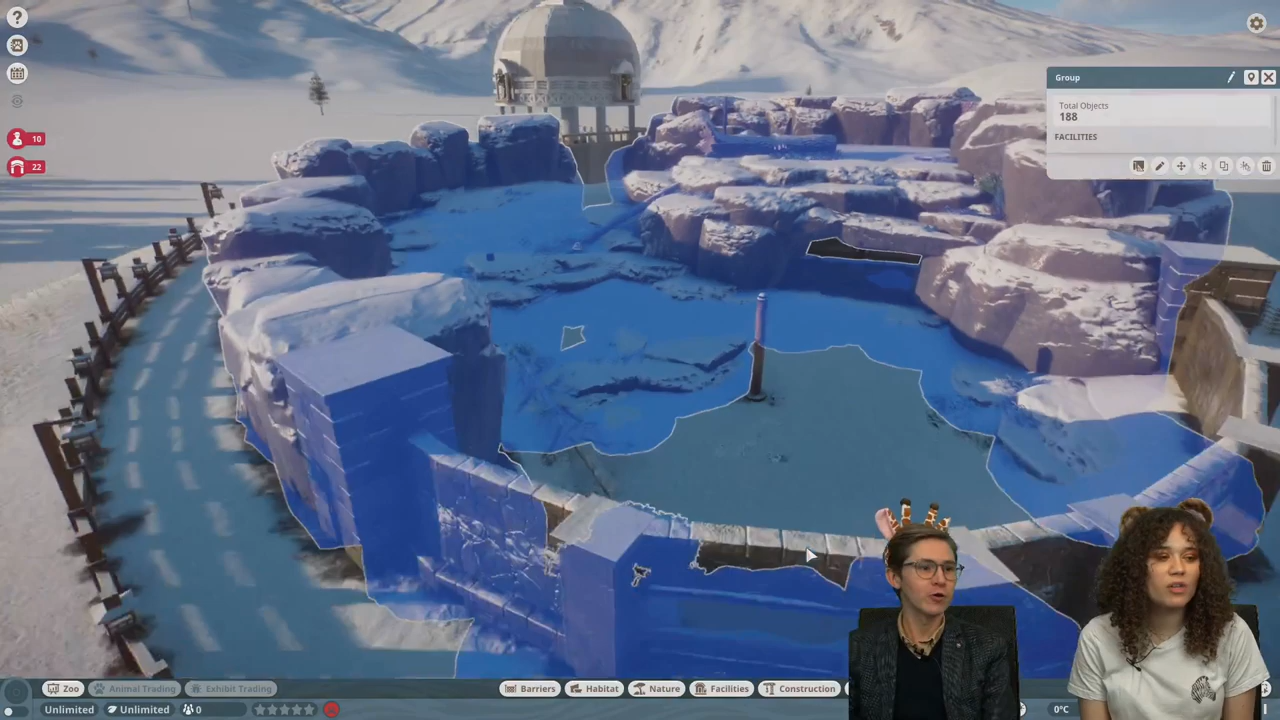 ?
10
22
Group
Total Objects
188
FACILITIES
Zoo
Animal Trading
Exhibit Trading
Barriers
Habitat
Nature
Facilities
Construction
Unlimited
Unlimited
0
0°C